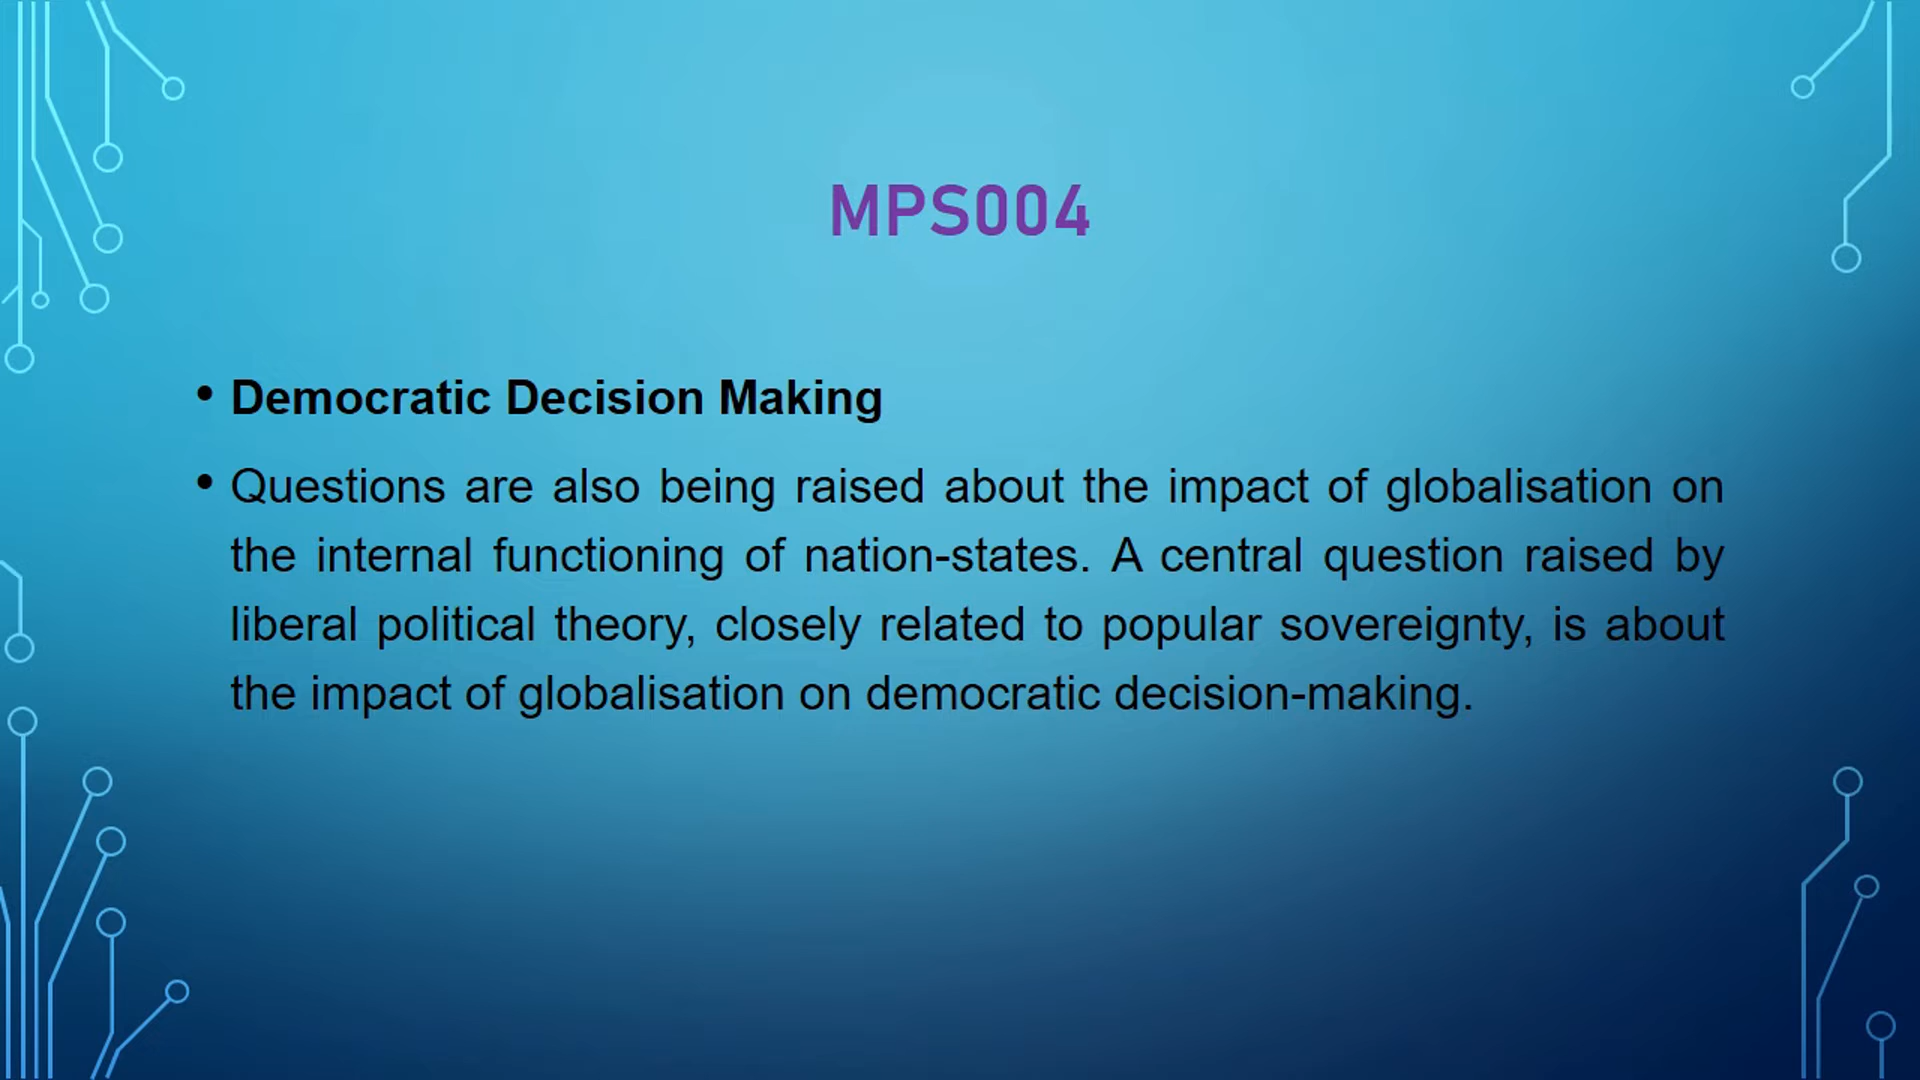 MPS004
• Democratic Decision Making
• Questions are also being raised about the impact of globalisation on
the internal functioning of nation-states. A central question raised by
liberal political theory, closely related to popular sovereignty, is about
the impact of globalisation on democratic decision-making.